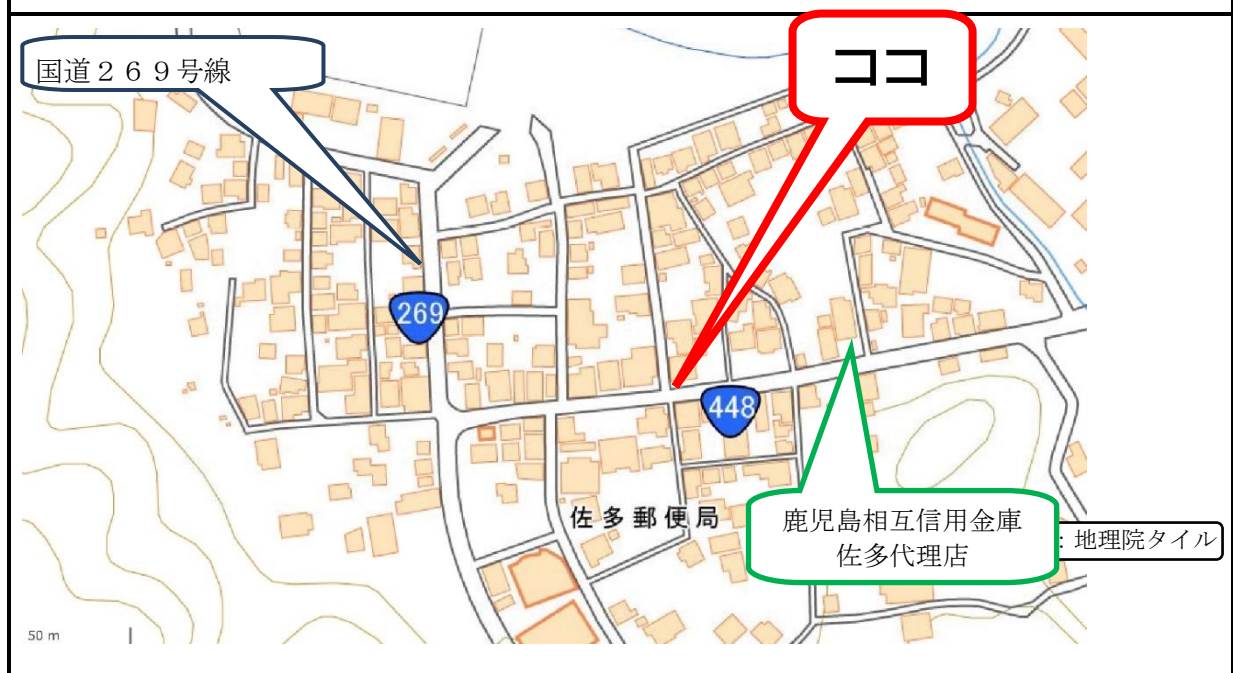 国道２６９号線
ココ
269
448
佐多郵便局
鹿児島相互信用金庫
佐多代理店
：地理院タイル
50 m